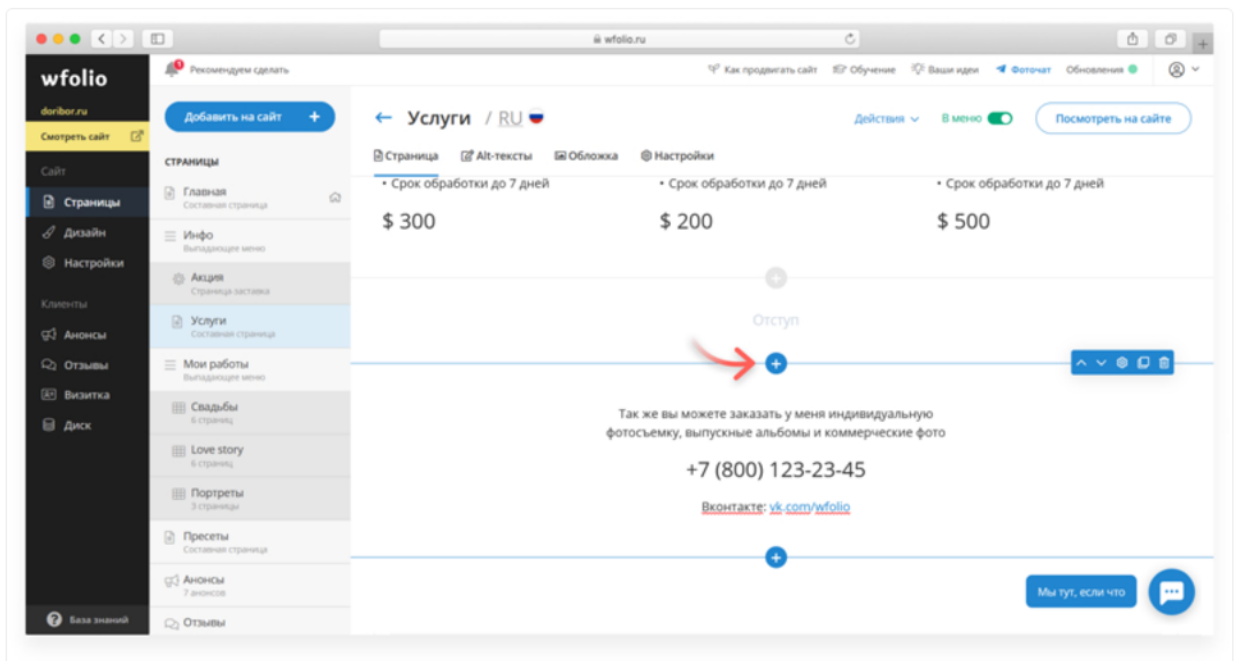 wfolio.ru
wfolio
Рекомендуем сделать
Как продвигать сайт
Обучение
Ваши идеи
Фоточат
Обновления
doribor.ru
Смотреть сайт
Сайт
Страницы
Дизайн
Настройки
Клиенты
Анонсы
Отзывы
Визитка
Диск
База знаний
Добавить на сайт +
СТРАНИЦЫ
Главная
Составная страница
Инфо
Выпадающее меню
Акция
Страница заставка
Услуги
Составная страница
Мои работы
Выпадающее меню
Свадьбы
6 страниц
Love story
6 страниц
Портреты
3 страницы
Пресеты
Составная страница
Анонсы
7 анонсов
Отзывы
← Услуги / RU
Действия
В меню
Посмотреть на сайте
Страница
Alt-тексты
Обложка
Настройки
• Срок обработки до 7 дней
$ 300
• Срок обработки до 7 дней
$ 200
• Срок обработки до 7 дней
$ 500
Отступ
Так же вы можете заказать у меня индивидуальную
фотосъемку, выпускные альбомы и коммерческие фото
+7 (800) 123-23-45
Вконтакте: vk.com/wfolio
Мы тут, если что